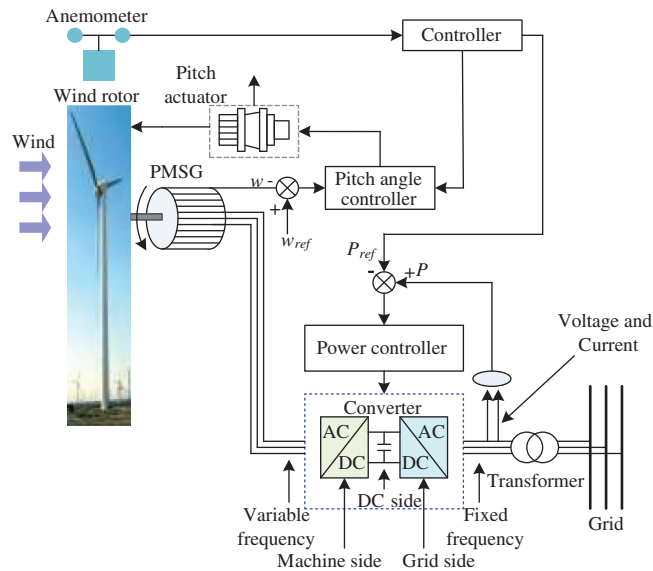 Anemometer
Controller
Pitch
actuator
Wind rotor
Wind
PMSG
w -
+
w_ref
Pitch angle
controller
P_ref
-
+P
Power controller
Voltage and
Current
Converter
AC
DC
AC
DC
DC side
Transformer
Variable
frequency
Fixed
frequency
Grid
Machine side
Grid side